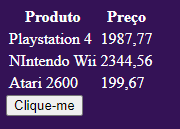 Produto Preço
Playstation 4 1987,77
NIntendo Wii 2344,56
Atari 2600 199,67
Clique-me